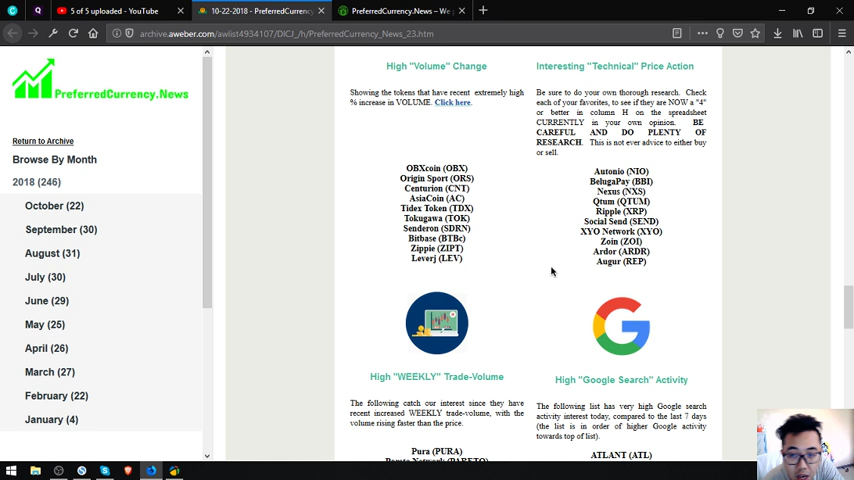 5 of 5 uploaded - YouTube
10-22-2018 - PreferredCurrency
PreferredCurrency.News – We
archive.aweber.com/awlist4934107/DICJ_/h/PreferredCurrency_News_23.htm
PreferredCurrency.News
Return to Archive
Browse By Month
2018 (246)
October (22)
September (30)
August (31)
July (30)
June (29)
May (25)
April (26)
March (27)
February (22)
January (4)
High "Volume" Change
Showing the tokens that have recent extremely high
% increase in VOLUME. Click here.
OBXcoin (OBX)
Origin Sport (ORS)
Centurion (CNT)
AsiaCoin (AC)
Tidex Token (TDX)
Tokugawa (TOK)
Senderon (SDRN)
Bitbase (BTBc)
Zippie (ZIPT)
Leverj (LEV)
High "WEEKLY" Trade-Volume
The following catch our interest since they have
recent increased WEEKLY trade-volume, with the
volume rising faster than the price.
Pura (PURA)
Pareto Network (PARETO)
Interesting "Technical" Price Action
Be sure to do your own thorough research. Check
each of your favorites, to see if they are NOW a "4"
or better in column H on the spreadsheet
CURRENTLY in your own opinion. BE
CAREFUL AND DO PLENTY OF
RESEARCH. This is not ever advice to either buy
or sell.
Autonio (NIO)
BelugaPay (BBI)
Nexus (NXS)
Qtum (QTUM)
Ripple (XRP)
Social Send (SEND)
XYO Network (XYO)
Zoin (ZOI)
Ardor (ARDR)
Augur (REP)
High "Google Search" Activity
The following list has very high Google search
activity interest today, compared to the last 7 days
(the list is in order of higher Google activity
towards top of list).
ATLANT (ATL)